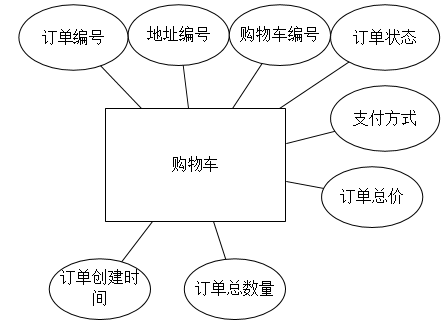 订单编号
地址编号
购物车编号
订单状态
支付方式
购物车
订单总价
订单创建时
间
订单总数量